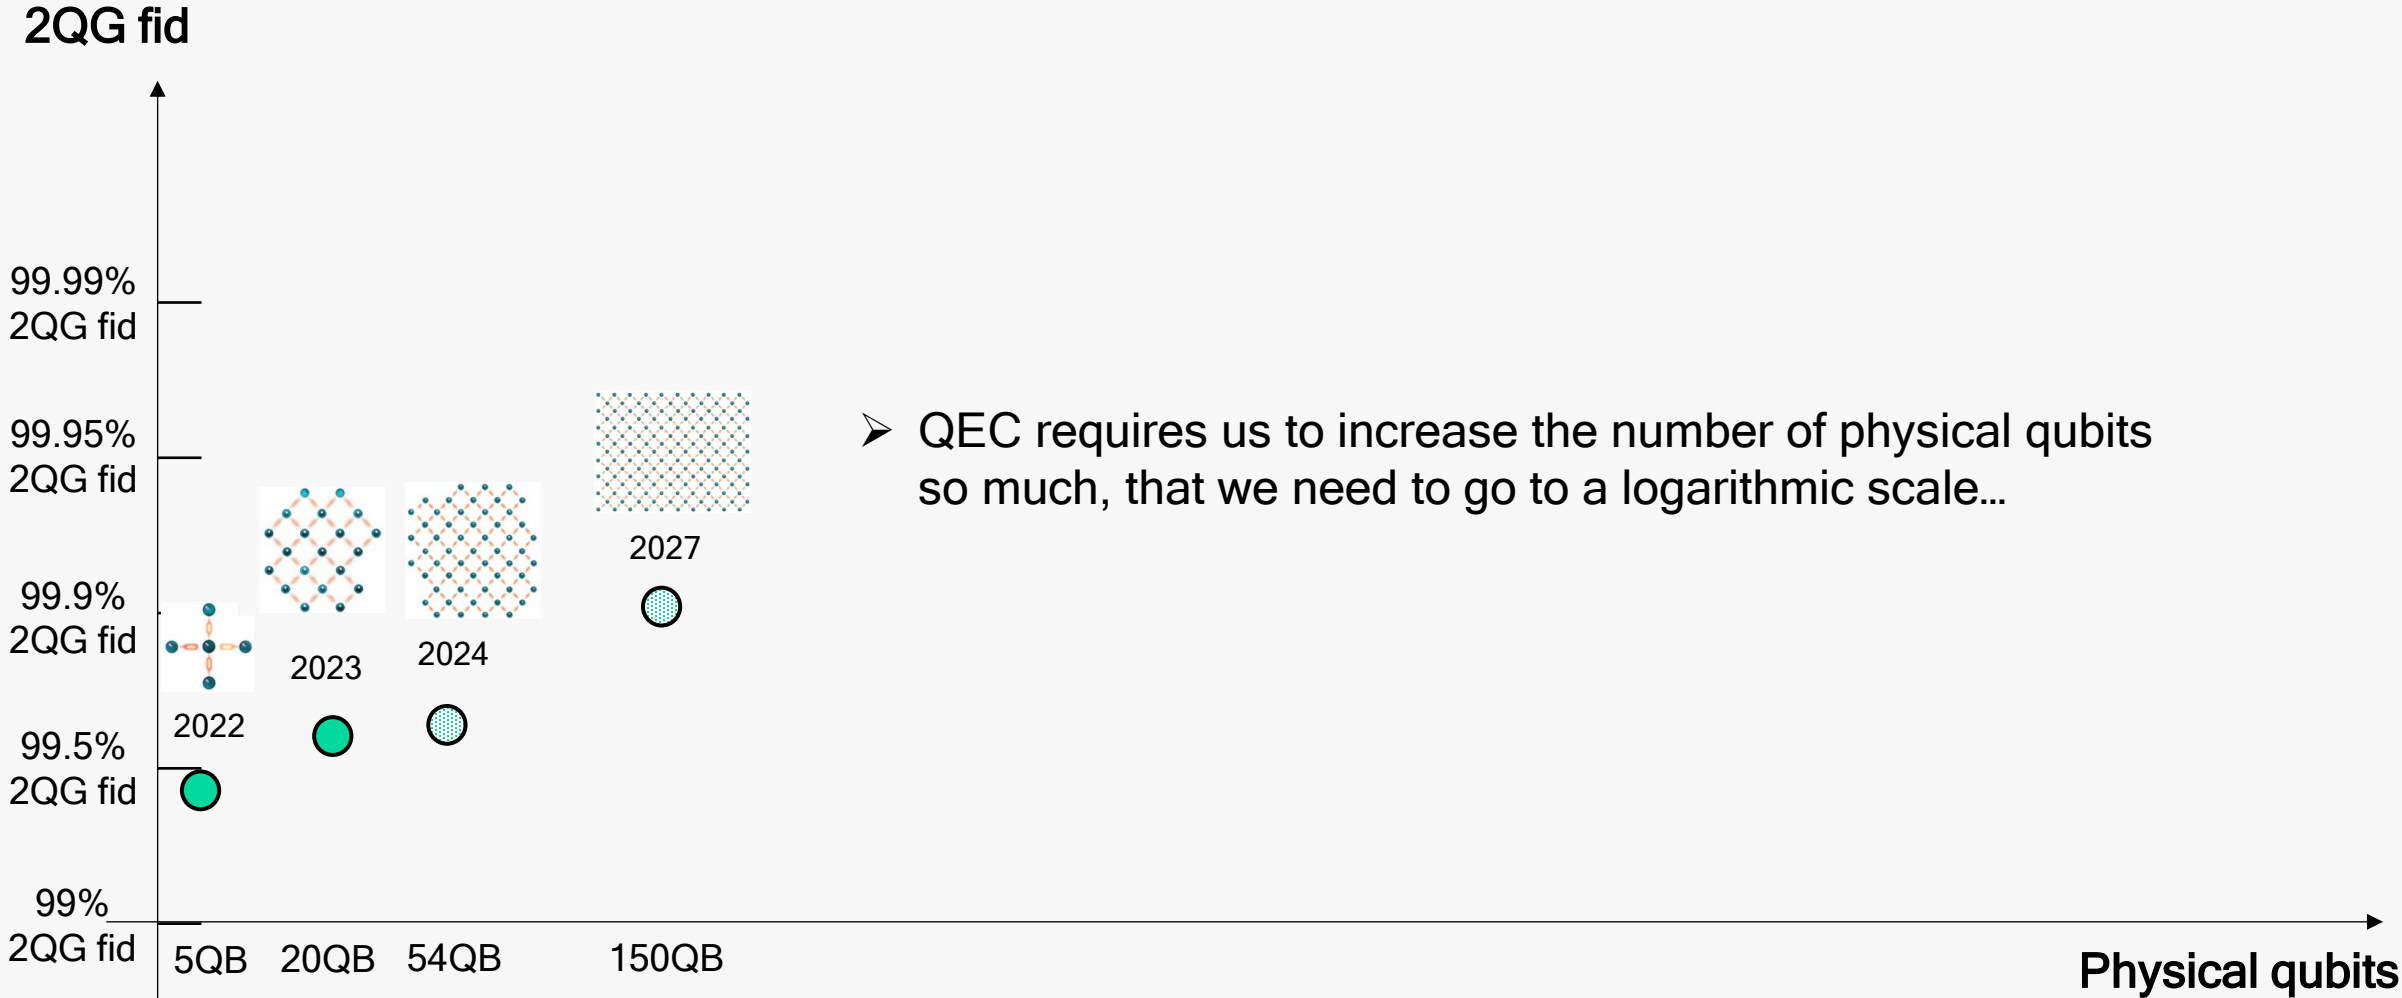 2QG fid
99.99%
2QG fid
99.95%
2QG fid
99.9%
2QG fid
99.5%
2QG fid
99%
2QG fid
2022
2023
2024
2027
➢ QEC requires us to increase the number of physical qubits
so much, that we need to go to a logarithmic scale…
5QB
20QB
54QB
150QB
Physical qubits